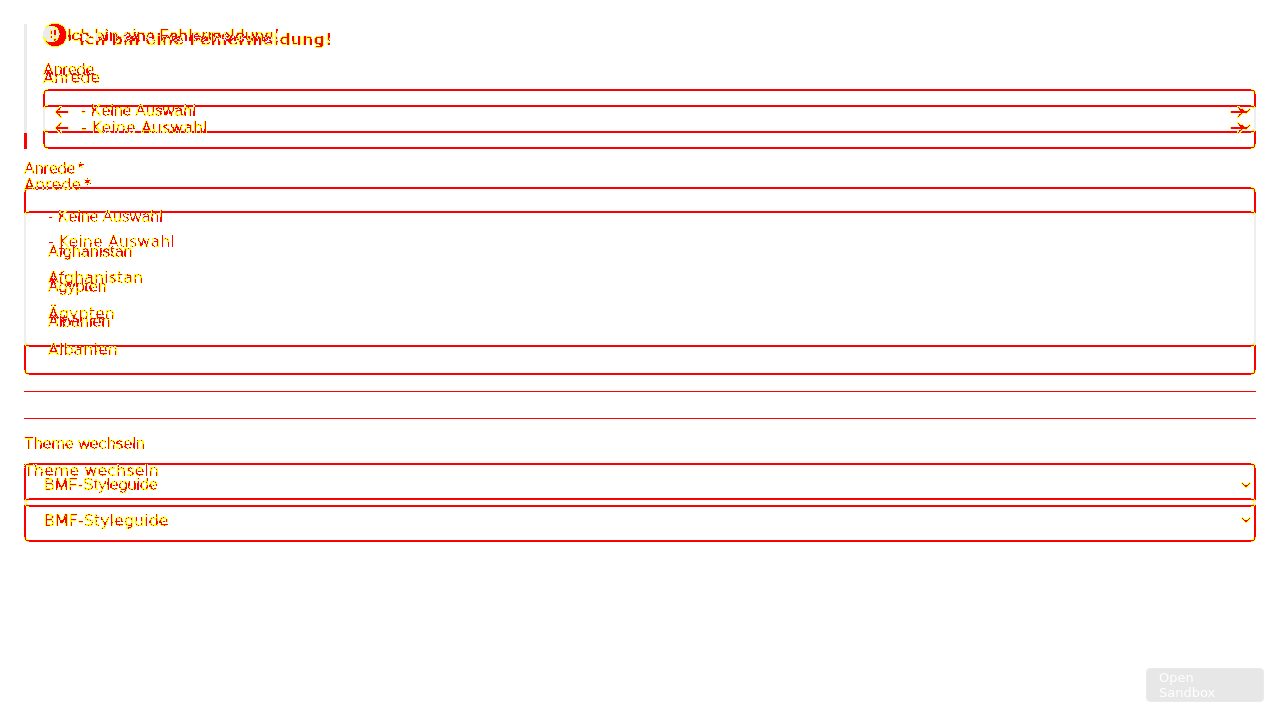 Ich bin eine Fehlermeldung!
Ich bin eine Fehlermeldung!
Anrede
Anrede
← - Keine Auswahl →
← - Keine Auswahl →
Anrede *
Anrede *
- Keine Auswahl
- Keine Auswahl
Afghanistan
Afghanistan
Ägypten
Ägypten
Albanien
Albanien
Theme wechseln
Theme wechseln
BMF-Styleguide
BMF-Styleguide
Open
Sandbox